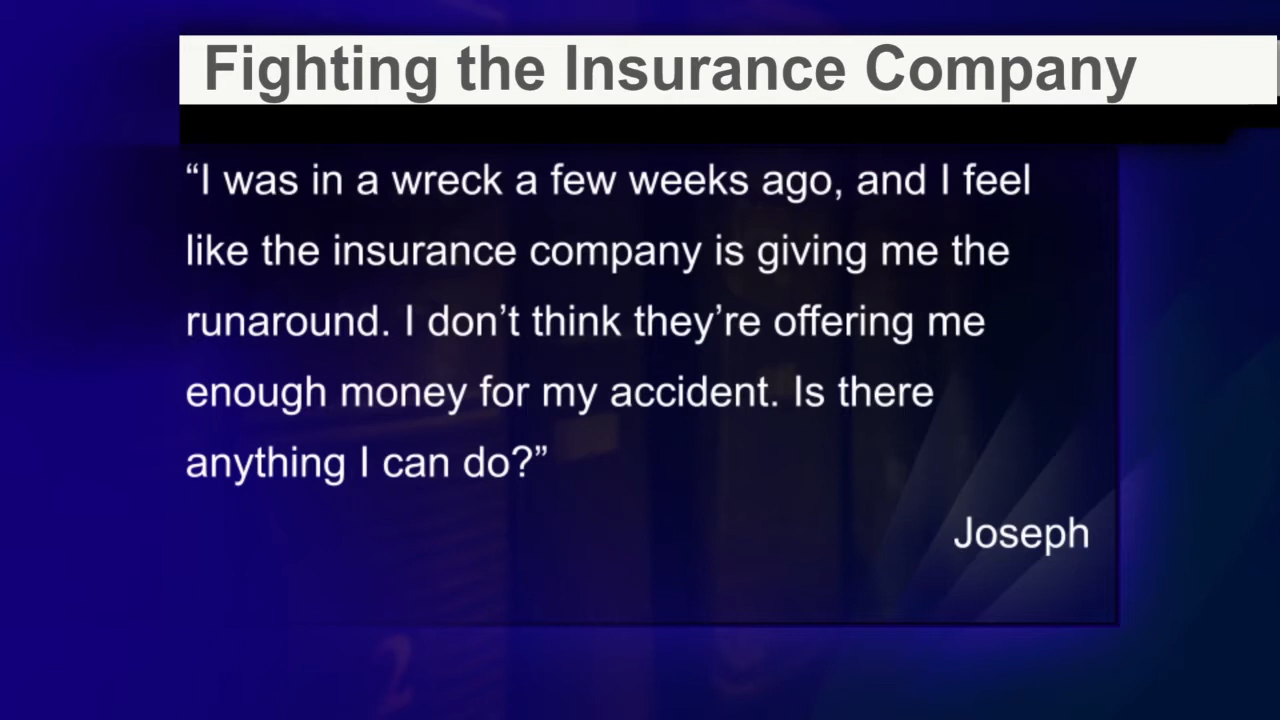 Fighting the Insurance Company
“I was in a wreck a few weeks ago, and I feel
like the insurance company is giving me the
runaround. I don’t think they’re offering me
enough money for my accident. Is there
anything I can do?”
Joseph